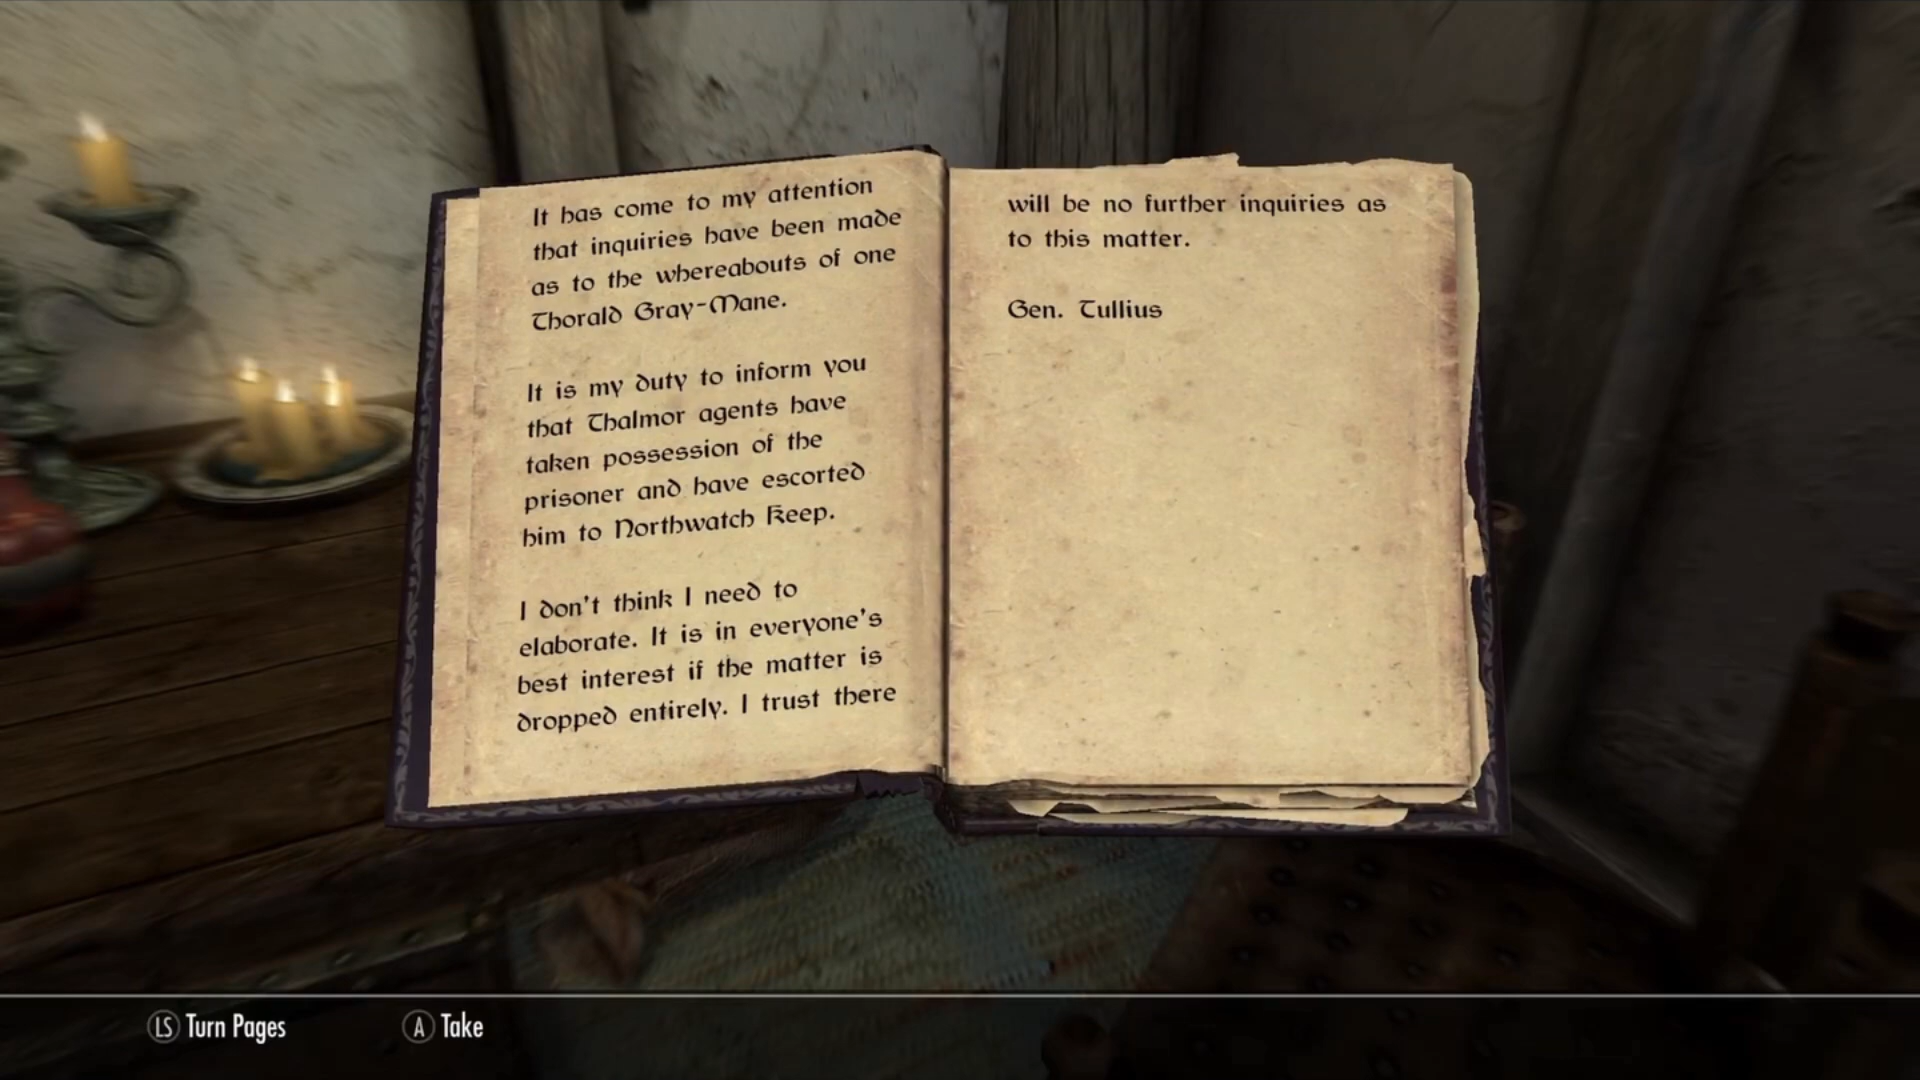 It has come to my attention
that inquiries have been made
as to the whereabouts of one
Thorald Gray-Mane.
It is my duty to inform you
that Thalmor agents have
taken possession of the
prisoner and have escorted
him to Northwatch Keep.
I don't think I need to
elaborate. It is in everyone's
best interest if the matter is
dropped entirely. I trust there
will be no further inquiries as
to this matter.
Gen. Tullius
LS Turn Pages
A Take